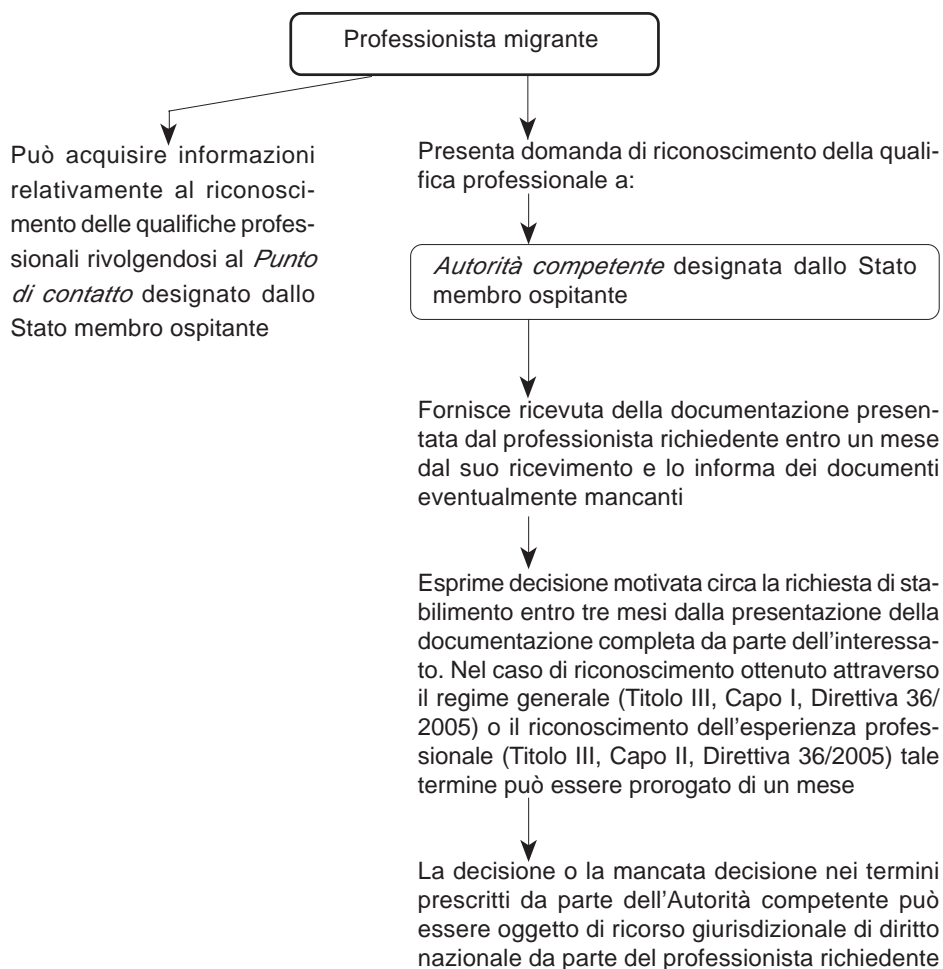 Professionista migrante
Può acquisire informazioni
relativamente al riconosci-
mento delle qualifiche profes-
sionali rivolgendosi al Punto
di contatto designato dallo
Stato membro ospitante
Presenta domanda di riconoscimento della quali-
fica professionale a:
Autorità competente designata dallo Stato
membro ospitante
Fornisce ricevuta della documentazione presen-
tata dal professionista richiedente entro un mese
dal suo ricevimento e lo informa dei documenti
eventualmente mancanti
Esprime decisione motivata circa la richiesta di sta-
bilimento entro tre mesi dalla presentazione della
documentazione completa da parte dell'interessa-
to. Nel caso di riconoscimento ottenuto attraverso
il regime generale (Titolo III, Capo I, Direttiva 36/
2005) o il riconoscimento dell'esperienza profes-
sionale (Titolo III, Capo II, Direttiva 36/2005) tale
termine può essere prorogato di un mese
La decisione o la mancata decisione nei termini
prescritti da parte dell'Autorità competente può
essere oggetto di ricorso giurisdizionale di diritto
nazionale da parte del professionista richiedente